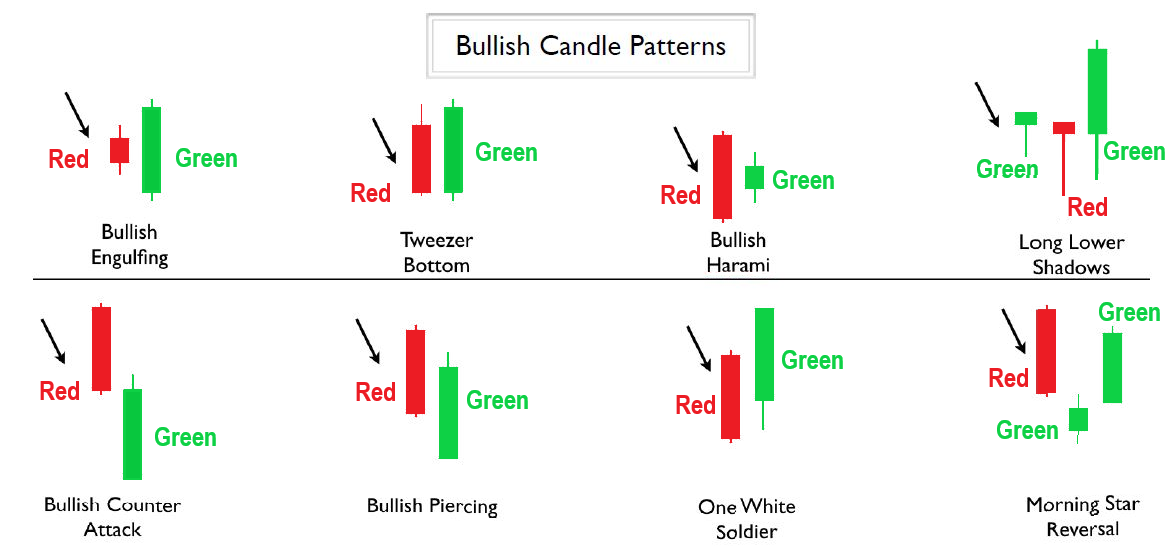 Bullish Candle Patterns
Red
Green
Bullish
Engulfing
Red
Green
Tweezer
Bottom
Red
Green
Bullish
Harami
Green
Red
Green
Long Lower
Shadows
Red
Green
Bullish Counter
Attack
Red
Green
Bullish Piercing
Red
Green
One White
Soldier
Red
Green
Green
Morning Star
Reversal